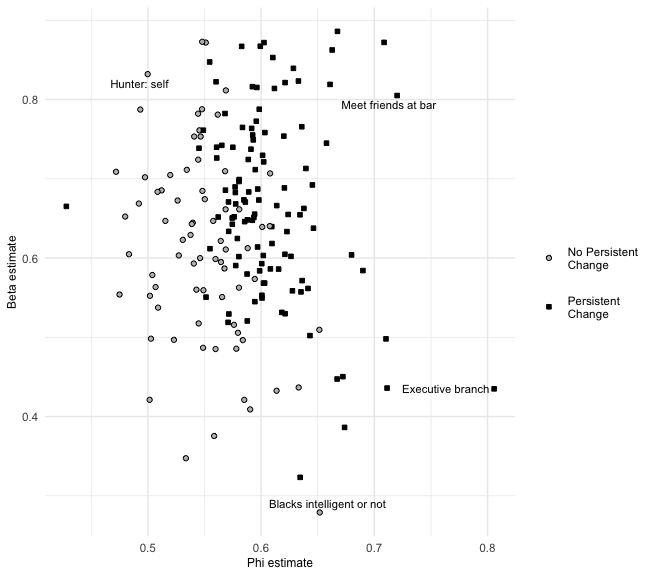 Hunter: self
Meet friends at bar
Executive branch
Blacks intelligent or not
0.8
0.6
0.4
Beta estimate
0.5
0.6
0.7
0.8
Phi estimate
No Persistent
Change
Persistent
Change